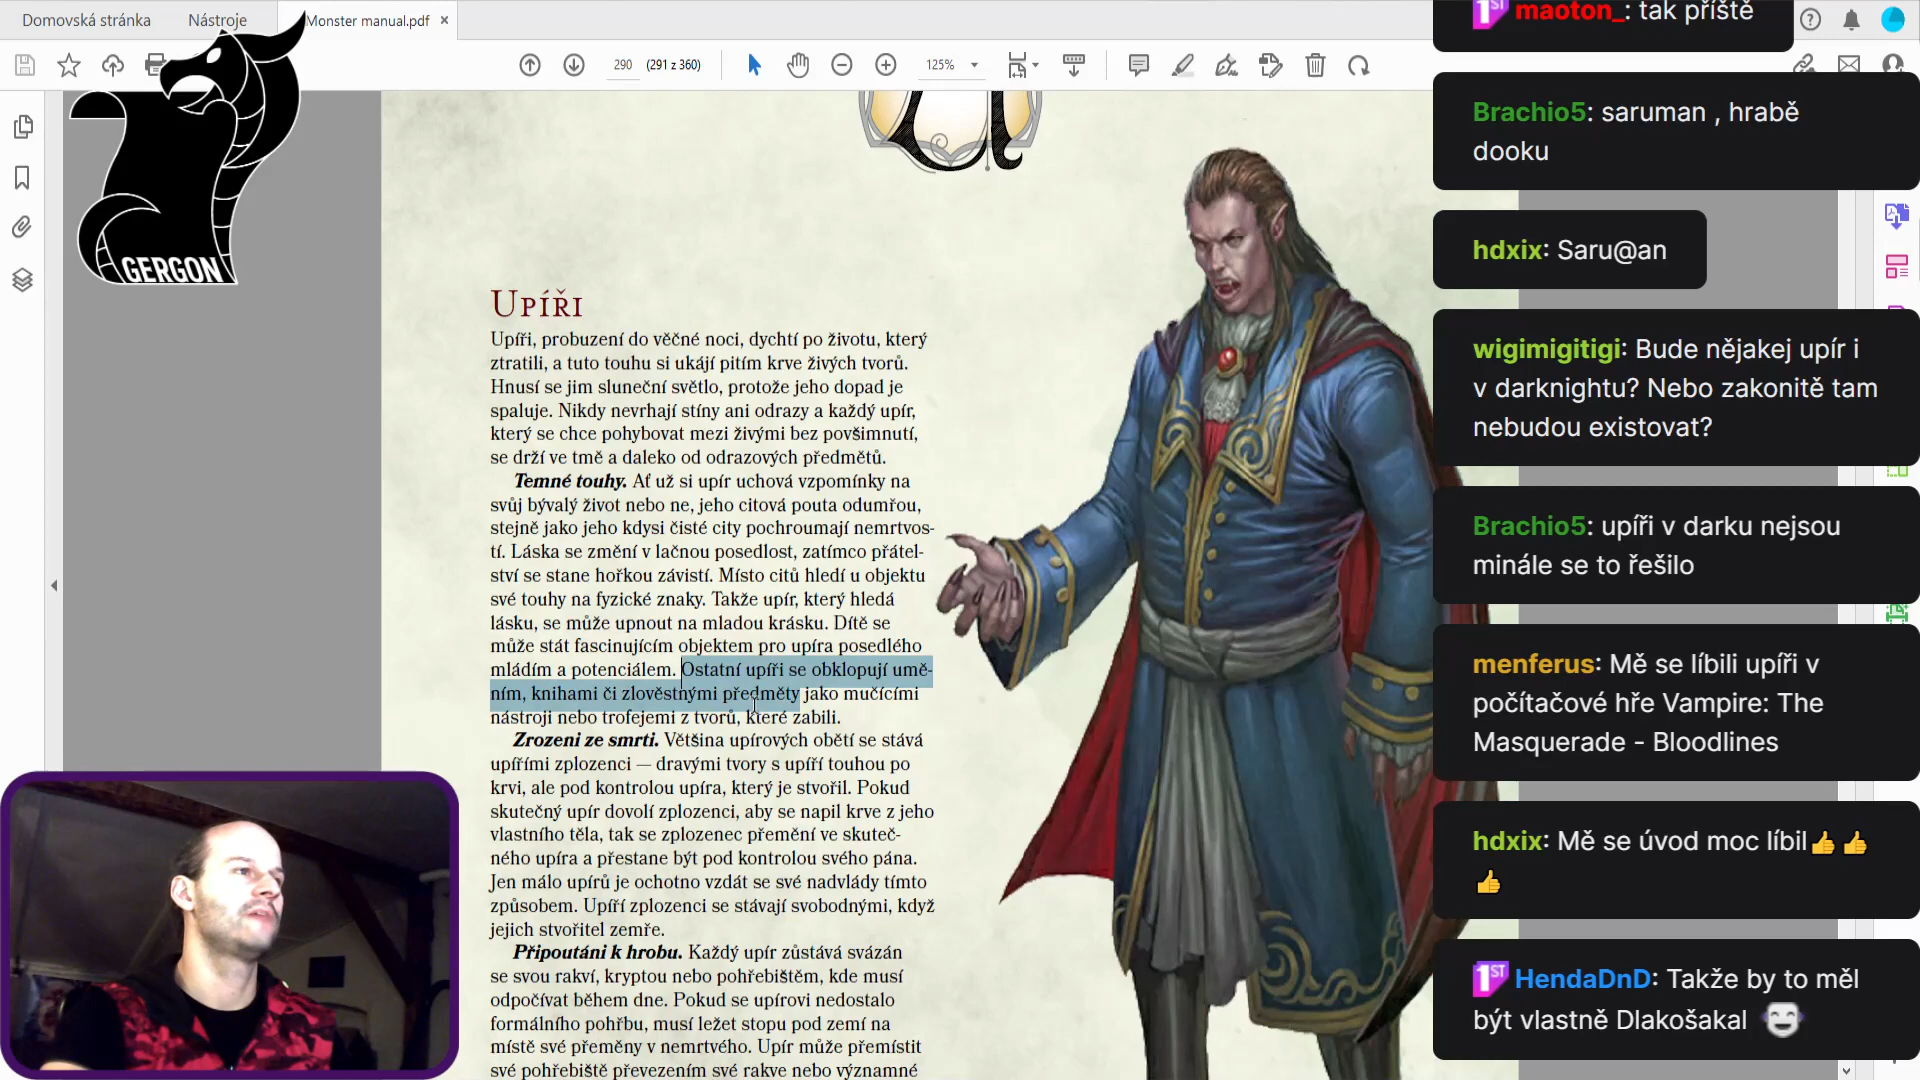 Domovská stránka
Nástroje
Monster manual.pdf
290
(291 z 360)
125%
GERGON
Upíři
Upíři, probuzení do věčné noci, dychtí po životu, který
ztratili, a tuto touhu si ukájí pitím krve živých tvorů.
Hnusí se jim sluneční světlo, protože jeho dopad je
spaluje. Nikdy nevrhají stíny ani odrazy a každý upír,
který se chce pohybovat mezi živými bez povšimnutí,
se drží ve tmě a daleko od odrazových předmětů.
Temné touhy. Ať už si upír uchová vzpomínky na
svůj bývalý život nebo ne, jeho citová pouta odumřou,
stejně jako jeho kdysi čisté city pochroumají nemrtvos-
tí. Láska se změní v lačnou posedlost, zatímco přátel-
ství se stane hořkou závistí. Místo citů hledí u objektu
své touhy na fyzické znaky. Takže upír, který hledá
lásku, se může upnout na mladou krásku. Dítě se
může stát fascinujícím objektem pro upíra posedlého
mládím a potenciálem. Ostatní upíři se obklopují umě-
ním, knihami či zlověstnými předměty jako mučícími
nástroji nebo trofejemi z tvorů, které zabili.
Zrozeni ze smrti. Většina upírových obětí se stává
upířími zplozenci — dravými tvory s upíří touhou po
krvi, ale pod kontrolou upíra, který je stvořil. Pokud
skutečný upír dovolí zplozenci, aby se napil krve z jeho
vlastního těla, tak se zplozenec přemění ve skuteč-
ného upíra a přestane být pod kontrolou svého pána.
Jen málo upírů je ochotno vzdát se své nadvlády tímto
způsobem. Upíří zplozenci se stávají svobodnými, když
jejich stvořitel zemře.
Připoutáni k hrobu. Každý upír zůstává svázán
se svou rakví, kryptou nebo pohřebištěm, kde musí
odpočívat během dne. Pokud se upírovi nedostalo
formálního pohřbu, musí ležet stopu pod zemí na
místě své přeměny v nemrtvého. Upír může přemístit
své pohřebiště převezením své rakve nebo významné
1ST maoton_: tak příště
Brachio5: saruman , hrabě
dooku
hdxix: Saru@an
wigimigitigi: Bude nějakej upír i
v darknightu? Nebo zakonitě tam
nebudou existovat?
Brachio5: upíři v darku nejsou
minále se to řešilo
menferus: Mě se líbili upíři v
počítačové hře Vampire: The
Masquerade - Bloodlines
hdxix: Mě se úvod moc líbil👍👍
👍
1ST HendaDnD: Takže by to měl
být vlastně Dlakošakal